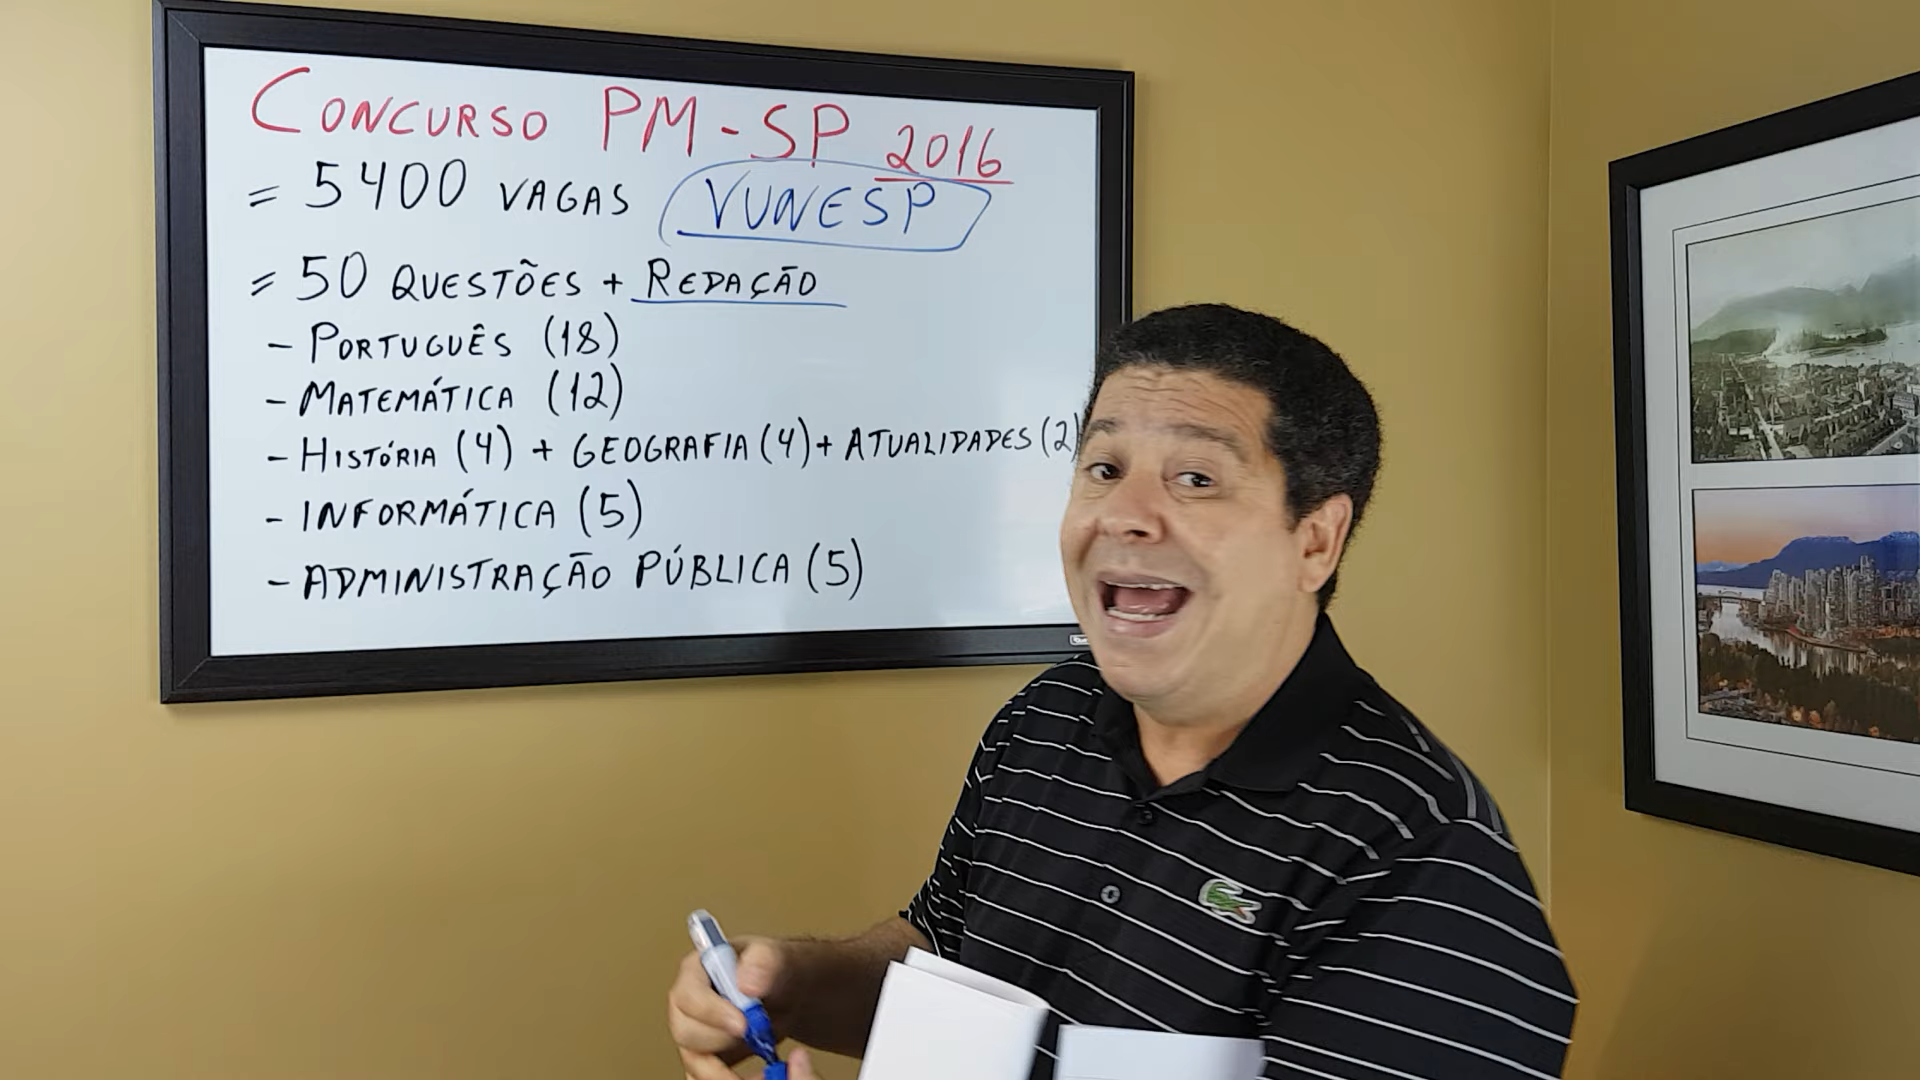 CONCURSO PM-SP 2016
= 5400 VAGAS VUNESP
= 50 QUESTÕES + REDAÇÃO
- PORTUGUÊS (18)
- MATEMÁTICA (12)
- HISTÓRIA (4) + GEOGRAFIA (4) + ATUALIDADES (2)
- INFORMÁTICA (5)
- ADMINISTRAÇÃO PÚBLICA (5)